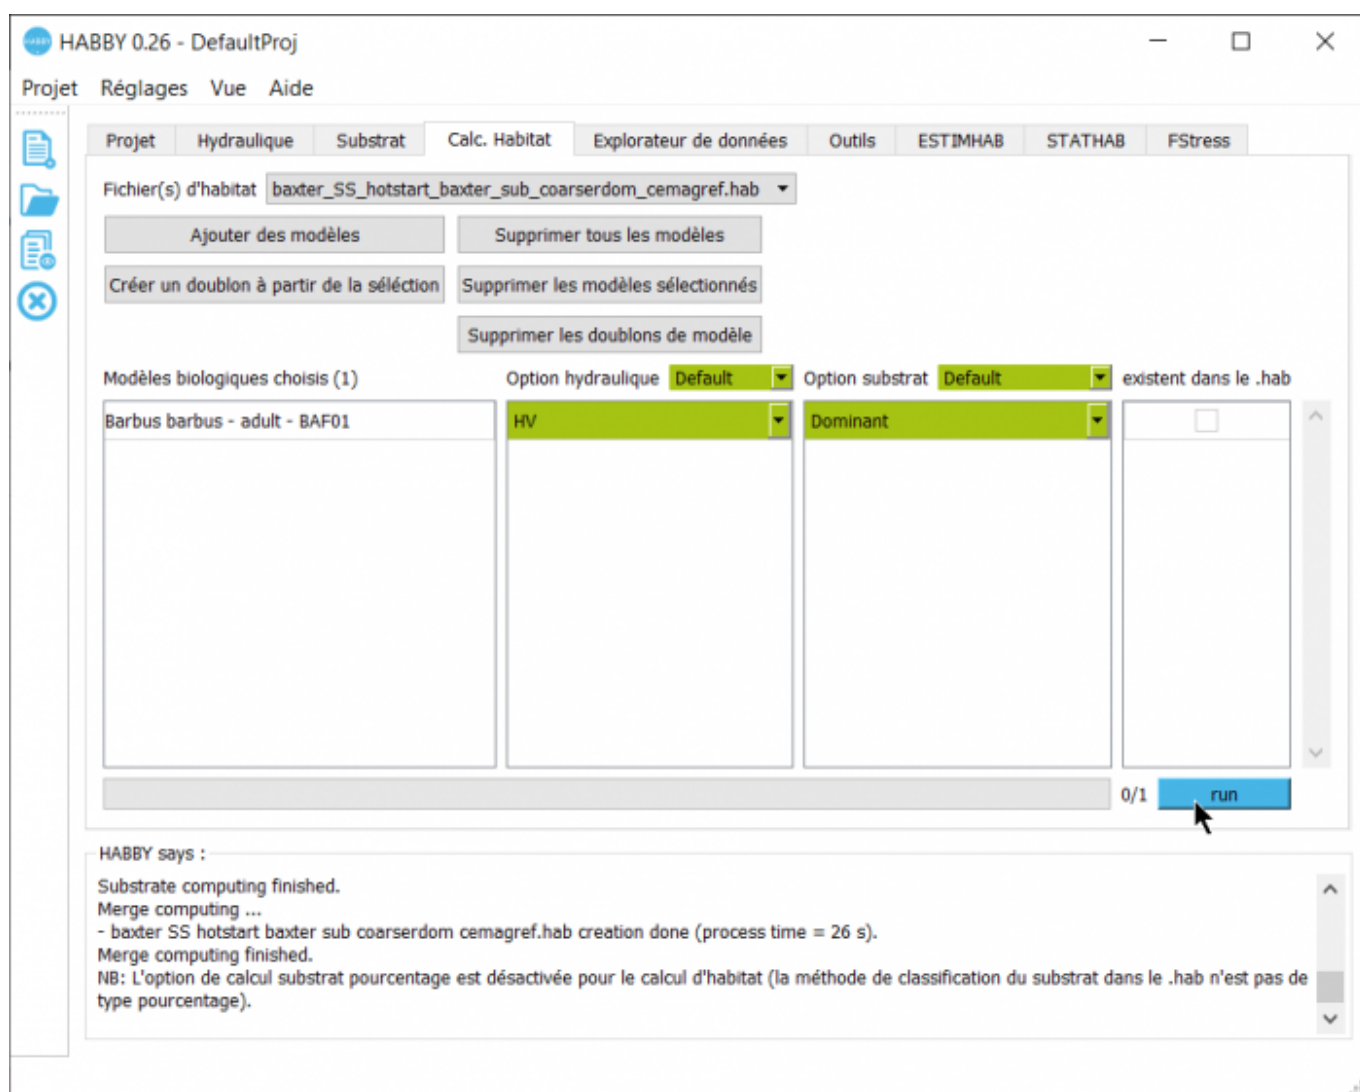 HABBY 0.26 - DefaultProj
Projet Réglages Vue Aide
Projet Hydraulique Substrat Calc. Habitat Explorateur de données Outils ESTIMHAB STATHAB FStress
Fichier(s) d'habitat baxter_SS_hotstart_baxter_sub_coarserdom_cemagref.hab
Ajouter des modèles Supprimer tous les modèles
Créer un doublon à partir de la séléction Supprimer les modèles sélectionnés
Supprimer les doublons de modèle
Modèles biologiques choisis (1) Option hydraulique Default Option substrat Default existent dans le .hab
Barbus barbus - adult - BAF01 HV Dominant
0/1 run
HABBY says :
Substrate computing finished.
Merge computing ...
- baxter SS hotstart baxter sub coarserdom cemagref.hab creation done (process time = 26 s).
Merge computing finished.
NB: L'option de calcul substrat pourcentage est désactivée pour le calcul d'habitat (la méthode de classification du substrat dans le .hab n'est pas de
type pourcentage).